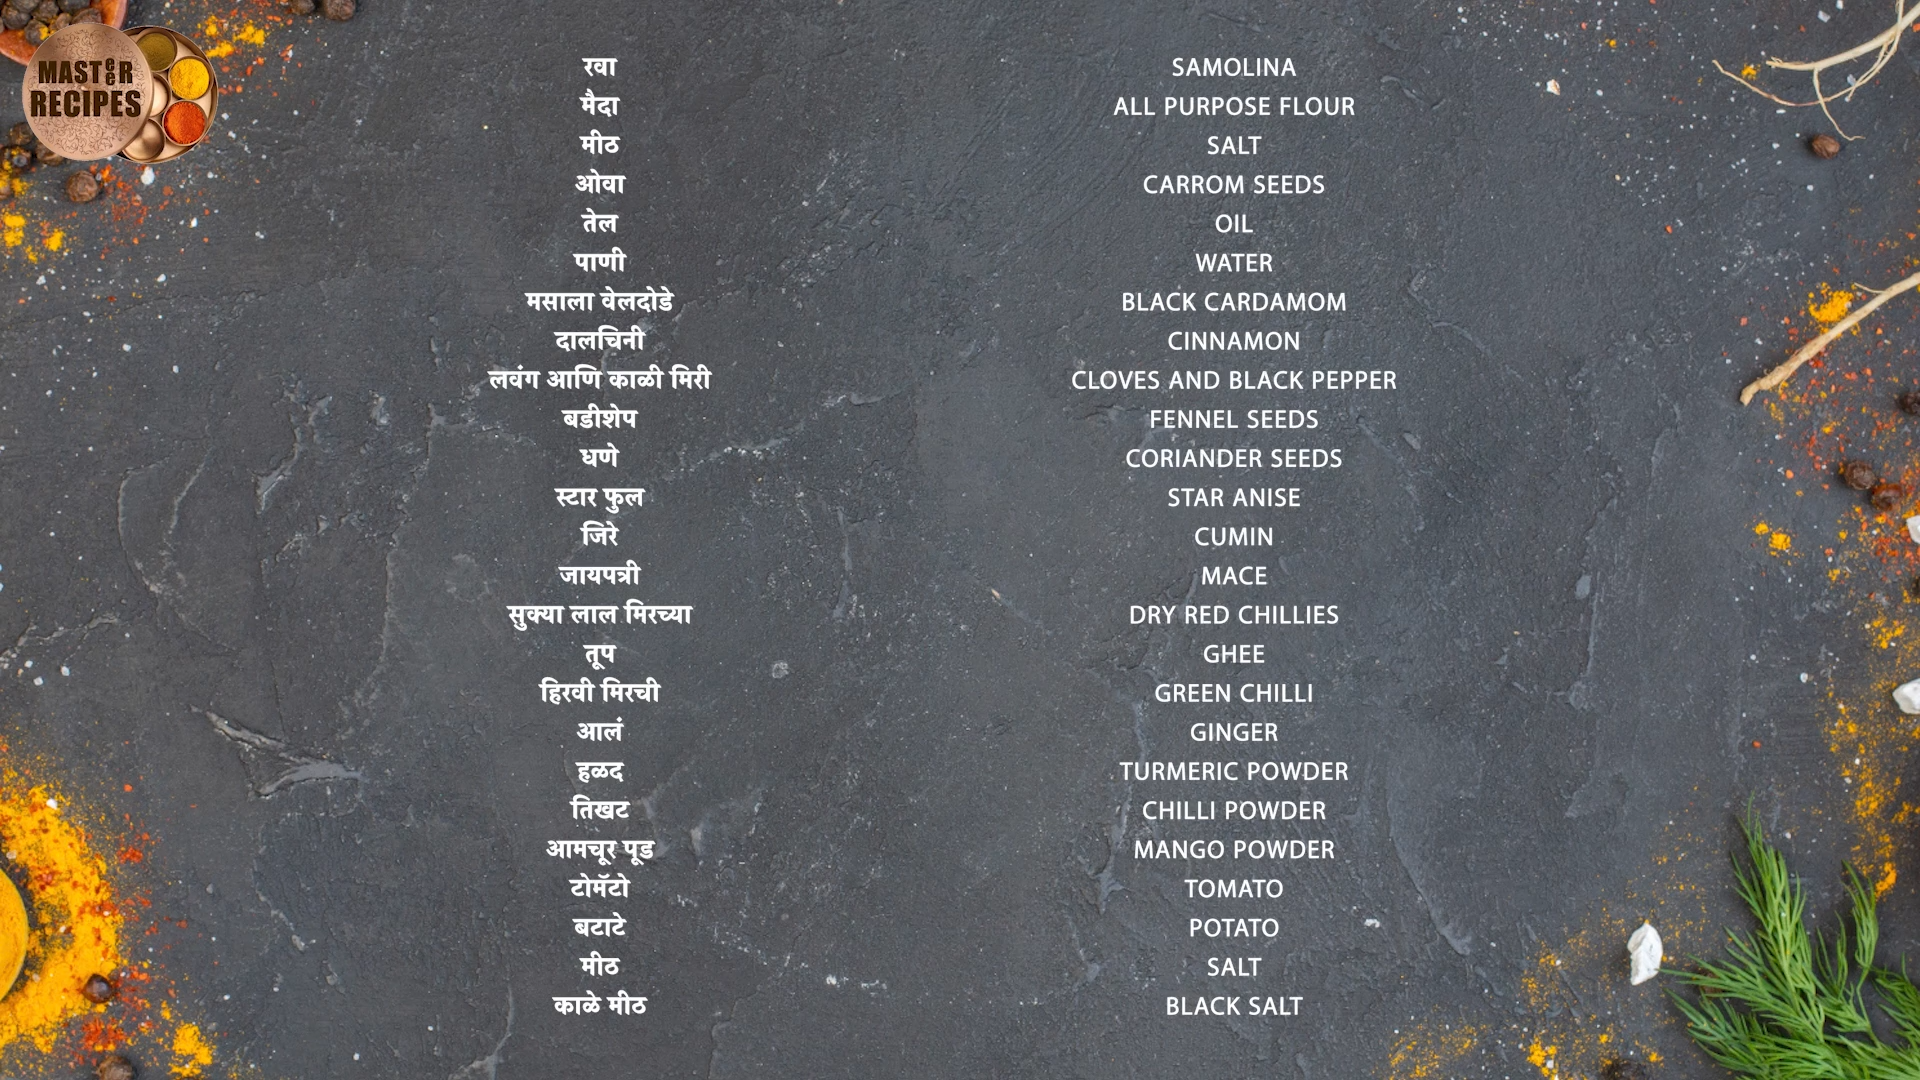 MASTEER
RECIPES
रवा SAMOLINA
मैदा ALL PURPOSE FLOUR
मीठ SALT
ओवा CARROM SEEDS
तेल OIL
पाणी WATER
मसाला वेलदोडे BLACK CARDAMOM
दालचिनी CINNAMON
लवंग आणि काळी मिरी CLOVES AND BLACK PEPPER
बडीशेप FENNEL SEEDS
धणे CORIANDER SEEDS
स्टार फुल STAR ANISE
जिरे CUMIN
जायपत्री MACE
सुक्या लाल मिरच्या DRY RED CHILLIES
तूप GHEE
हिरवी मिरची GREEN CHILLI
आलं GINGER
हळद TURMERIC POWDER
तिखट CHILLI POWDER
आमचूर पूड MANGO POWDER
टोमॅटो TOMATO
बटाटे POTATO
मीठ SALT
काळे मीठ BLACK SALT